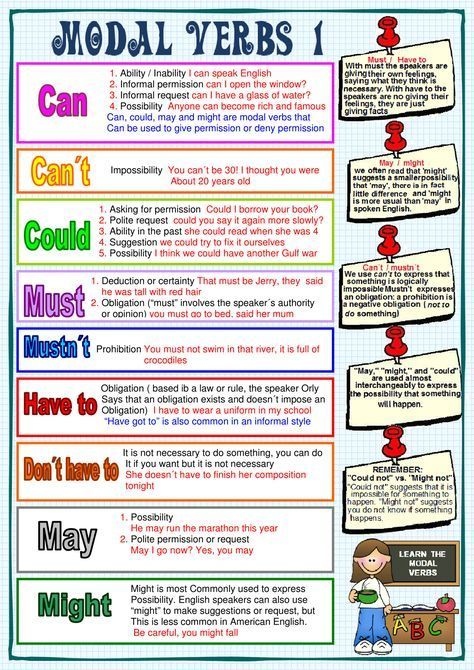 MODAL VERBS 1
Can
1. Ability / Inability I can speak English
2. Informal permission can I open the window?
3. Informal request can I have a glass of water?
4. Possibility Anyone can become rich and famous
Can, could, may and might are modal verbs that
Can be used to give permission or deny permission
Can´t
Impossibility You can´t be 30! I thought you were
About 20 years old
Could
1. Asking for permission Could I borrow your book?
2. Polite request could you say it again more slowly?
3. Ability in the past she could read when she was 4
4. Suggestion we could try to fix it ourselves
5. Possibility I think we could have another Gulf war
Must
1. Deduction or certainty That must be Jerry, they said
he was tall with red hair
2. Obligation (“must” involves the speaker´s authority
or opinion) you must go to bed, said her mum
Mustn´t
Prohibition You must not swim in that river, it is full of
crocodiles
Have to
Obligation ( based ib a law or rule, the speaker Orly
Says that an obligation exists and doesn´t impose an
Obligation) I have to wear a uniform in my school
“Have got to” is also common in an informal style
Don´t have to
It is not necessary to do something, you can do
It if you want but it is not necessary
She doesn´t have to finish her composition
tonight
May
1. Possibility
He may run the marathon this year
2. Polite permission or request
May I go now? Yes, you may
Might
Might is most Commonly used to express
Possibility. English speakers can also use
“might” to make suggestions or request, but
This is less common in American English.
Be careful, you might fall
Must / Have to
With must the speakers are
giving their own feelings,
saying what they think is
necessary. With have to the
speakers are no giving their
feelings, they are just
giving facts
May / might
we often read that 'might'
suggests a smaller possibility
that 'may', there is in fact
little difference and 'might
is more usual than 'may' in
spoken English.
Can´t / mustn´t
We use can't to express that
something is logically
impossible Mustn't expresses
an obligation: a prohibition is
a negative obligation (not to
do something)
"May," "might," and "could"
are used almost
interchangeably to express
the possibility that something
will happen.
REMEMBER:
"Could not" vs. "Might not"
"Could not" suggests that it is
impossible for something to
happen. "Might not" suggests
you do not know if something
happens.
LEARN THE
MODAL
VERBS
A B C